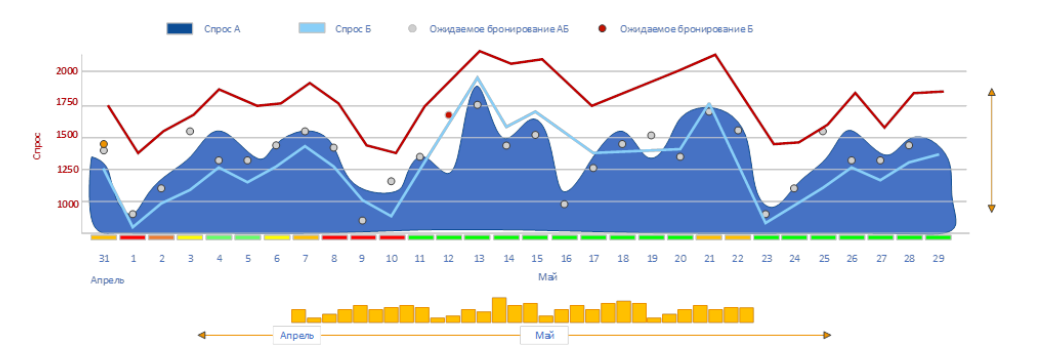 Спрос А Спрос Б Ожидаемое бронирование АБ Ожидаемое бронирование Б
2000
1750
1500
1250
1000
Спрос
31 1 2 3 4 5 6 7 8 9 10 11 12 13 14 15 16 17 18 19 20 21 22 23 24 25 26 27 28 29
Апрель Май
Апрель Май